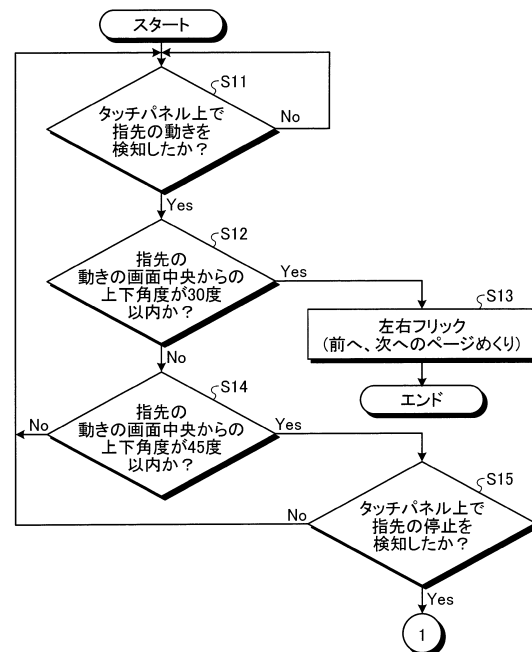 スタート
S11
タッチパネル上で
指先の動きを
検知したか？
No
Yes
S12
指先の
動きの画面中央からの
上下角度が30度
以内か？
Yes
S13
左右フリック
(前へ、次へのページめくり)
エンド
No
S14
指先の
動きの画面中央からの
上下角度が45度
以内か？
No
Yes
S15
タッチパネル上で
指先の停止を
検知したか？
No
Yes
1